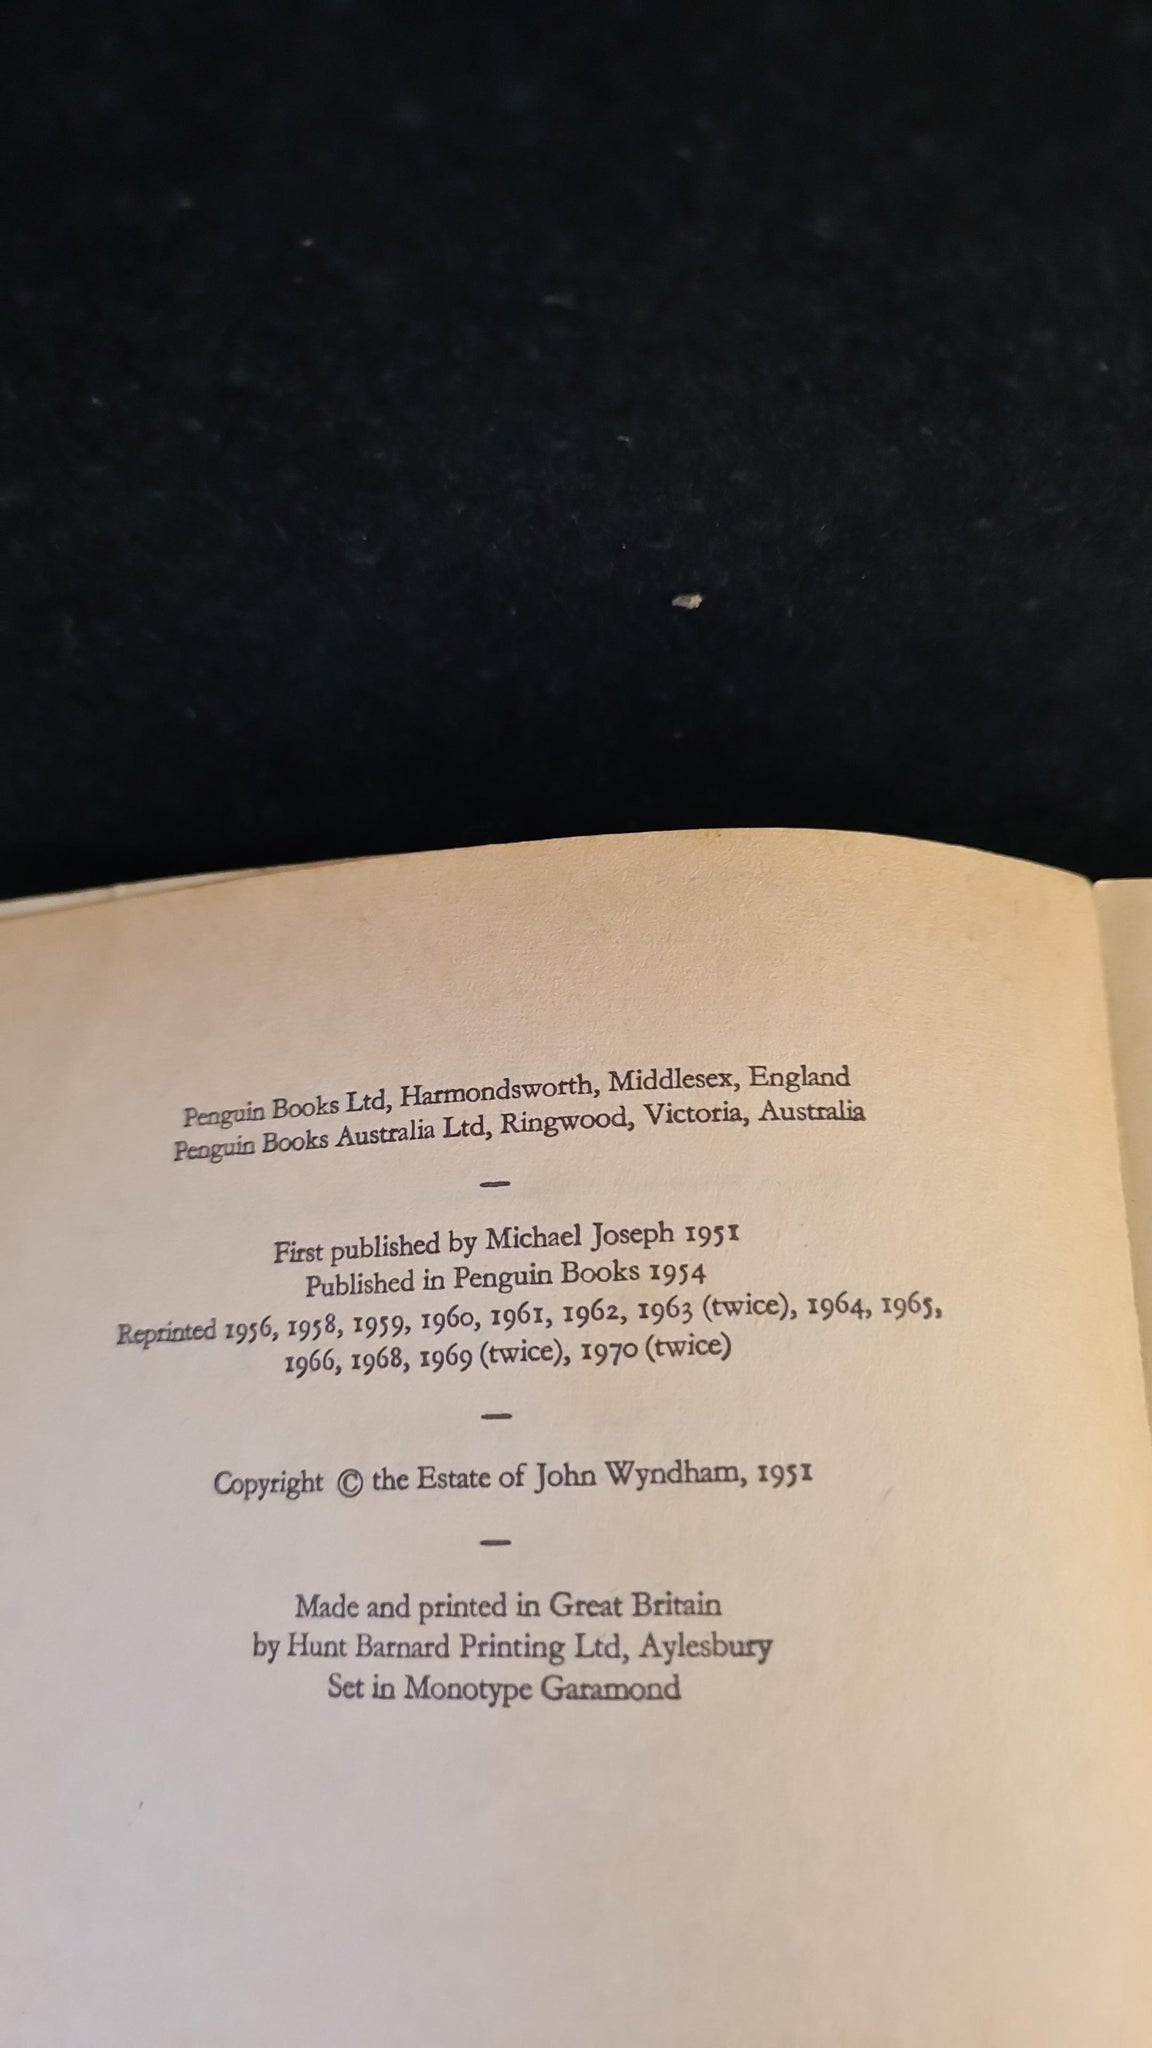 Penguin Books Ltd, Harmondsworth, Middlesex, England
Penguin Books Australia Ltd, Ringwood, Victoria, Australia
—
First published by Michael Joseph 1951
Published in Penguin Books 1954
Reprinted 1956, 1958, 1959, 1960, 1961, 1962, 1963 (twice), 1964, 1965,
1966, 1968, 1969 (twice), 1970 (twice)
—
Copyright © the Estate of John Wyndham, 1951
—
Made and printed in Great Britain
by Hunt Barnard Printing Ltd, Aylesbury
Set in Monotype Garamond